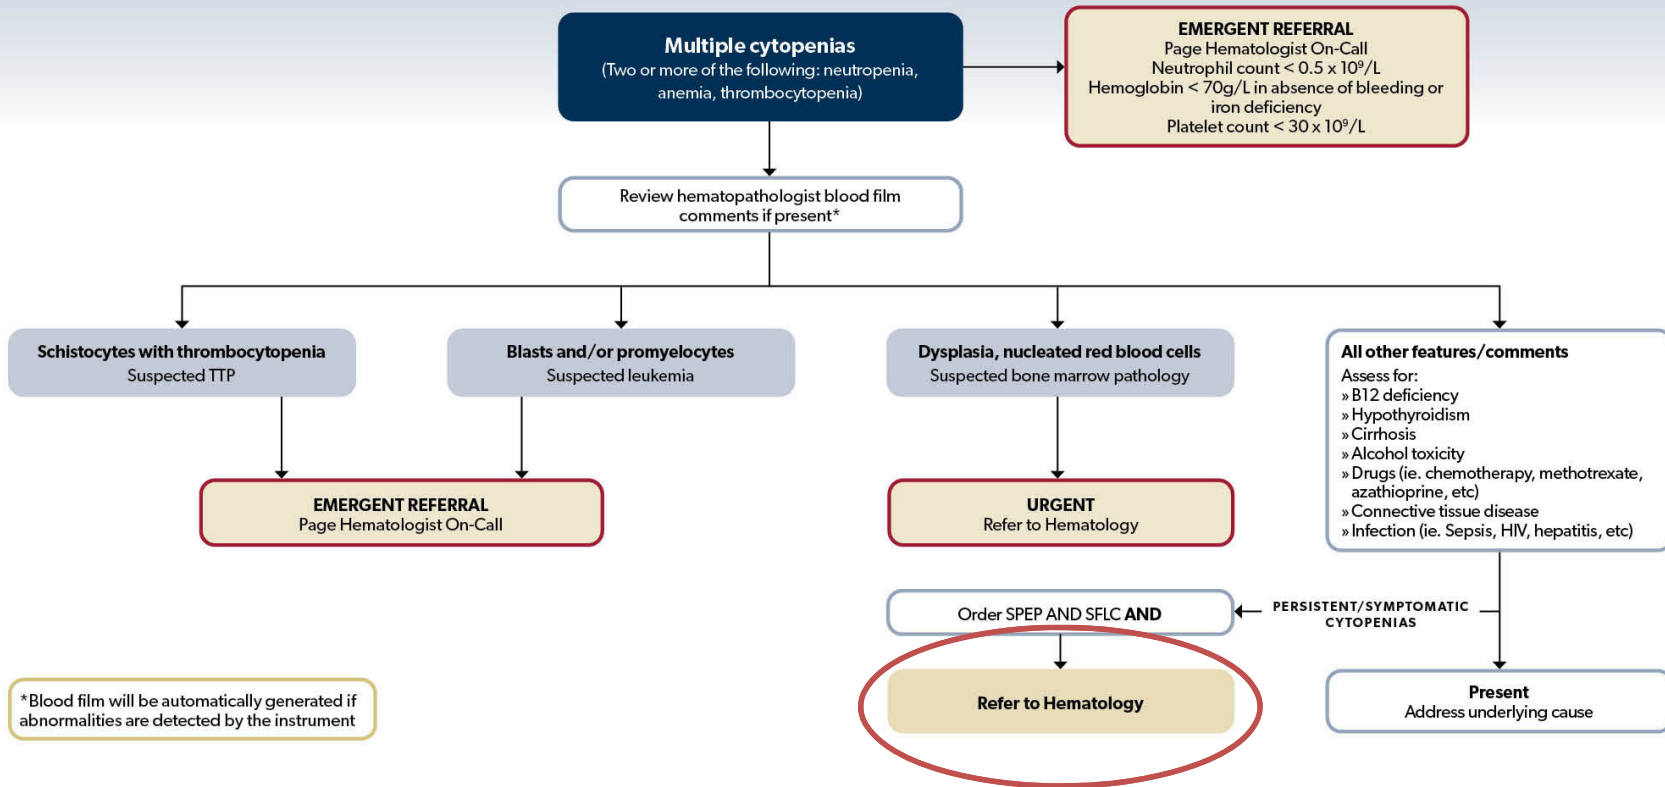 Multiple cytopenias
(Two or more of the following: neutropenia,
anemia, thrombocytopenia)
EMERGENT REFERRAL
Page Hematologist On-Call
Neutrophil count < 0.5 x 10⁹/L
Hemoglobin < 70g/L in absence of bleeding or
iron deficiency
Platelet count < 30 x 10⁹/L
Review hematopathologist blood film
comments if present*
Schistocytes with thrombocytopenia
Suspected TTP
Blasts and/or promyelocytes
Suspected leukemia
Dysplasia, nucleated red blood cells
Suspected bone marrow pathology
All other features/comments
Assess for:
» B12 deficiency
» Hypothyroidism
» Cirrhosis
» Alcohol toxicity
» Drugs (ie. chemotherapy, methotrexate,
azathioprine, etc)
» Connective tissue disease
» Infection (ie. Sepsis, HIV, hepatitis, etc)
EMERGENT REFERRAL
Page Hematologist On-Call
URGENT
Refer to Hematology
Order SPEP AND SFLC AND
PERSISTENT/SYMPTOMATIC
CYTOPENIAS
Refer to Hematology
Present
Address underlying cause
*Blood film will be automatically generated if
abnormalities are detected by the instrument